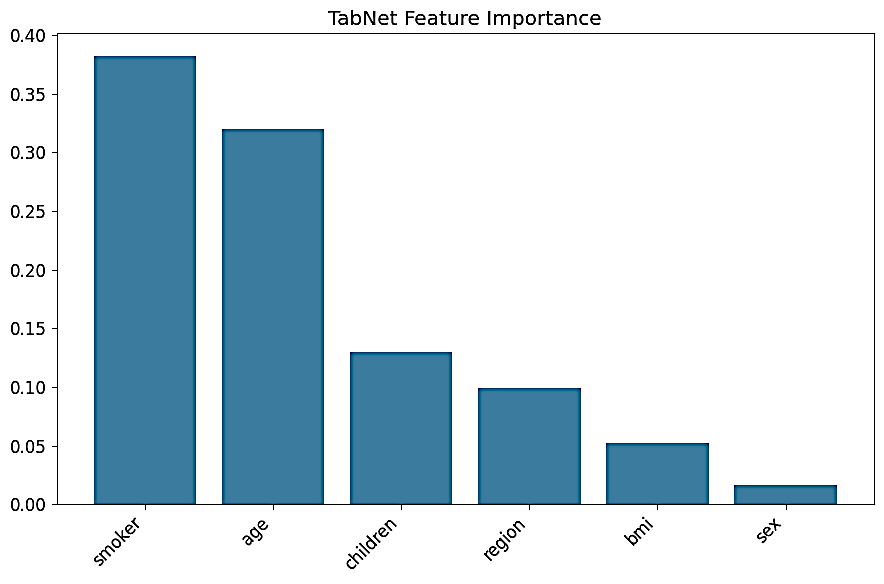 TabNet Feature Importance
0.40
0.35
0.30
0.25
0.20
0.15
0.10
0.05
0.00
smoker
age
children
region
bmi
sex